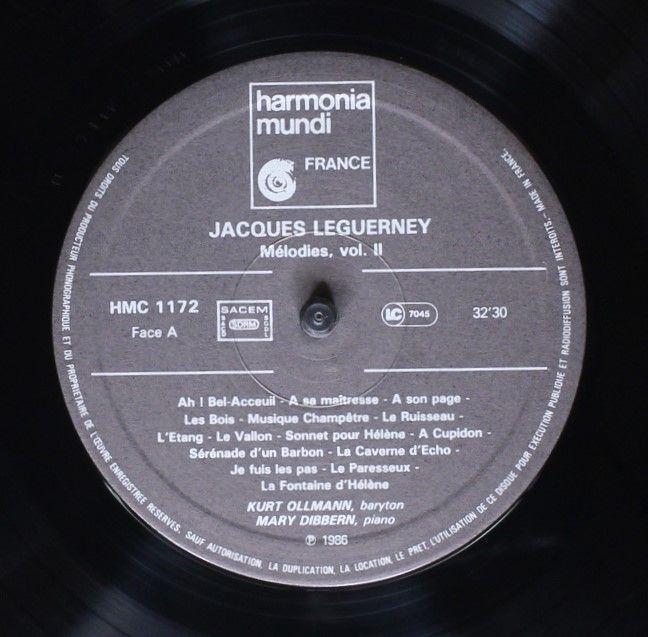 harmonia
mundi
FRANCE
JACQUES LEGUERNEY
Mélodies, vol. II
HMC 1172
Face A
SACEM
SDRM
LC 7045
32'30
Ah ! Bel-Acceuil - A sa maîtresse - A son page -
Les Bois - Musique Champêtre - Le Ruisseau -
L'Etang - Le Vallon - Sonnet pour Hélène - A Cupidon -
Sérénade d'un Barbon - La Caverne d'Echo -
Je fuis les pas - Le Paresseux -
La Fontaine d'Hélène
KURT OLLMANN, baryton
MARY DIBBERN, piano
℗ 1986
TOUS DROITS DU PRODUCTEUR PHONOGRAPHIQUE ET DU PROPRIETAIRE DE L'ŒUVRE ENREGISTREE RESERVES. SAUF AUTORISATION, LA DUPLICATION, LA LOCATION, LE PRET, L'UTILISATION DE CE DISQUE POUR EXECUTION PUBLIQUE ET RADIODIFFUSION SONT INTERDITS. - MADE IN FRANCE.